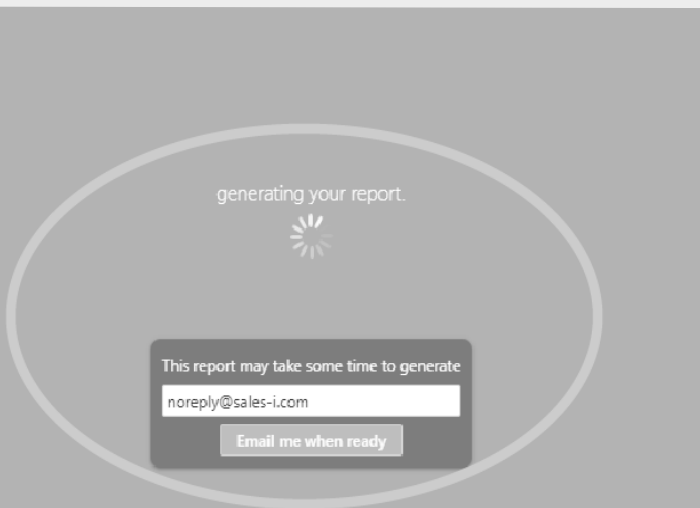 generating your report.
This report may take some time to generate
noreply@sales-i.com
Email me when ready